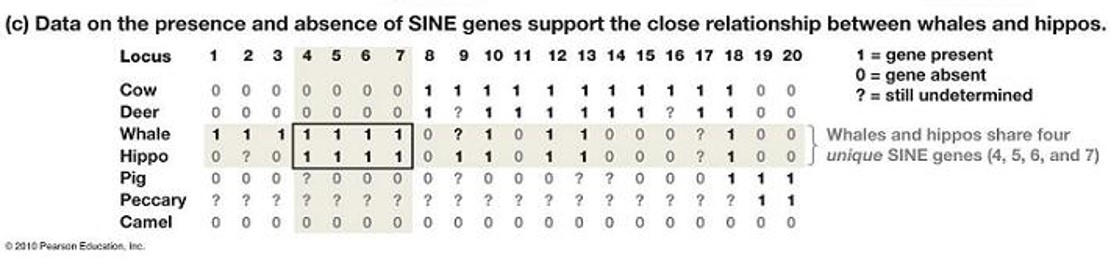 (c) Data on the presence and absence of SINE genes support the close relationship between whales and hippos.
Locus 1 2 3 4 5 6 7 8 9 10 11 12 13 14 15 16 17 18 19 20
Cow 0 0 0 0 0 0 0 1 1 1 1 1 1 1 1 1 1 1 0 0
Deer 0 0 0 0 0 0 0 1 ? 1 1 1 1 1 1 ? 1 1 0 0
Whale 1 1 1 1 1 1 1 0 ? 1 0 1 1 0 0 0 ? 1 0 0
Hippo 0 ? 0 1 1 1 1 0 1 1 0 1 1 0 0 0 ? 1 0 0
Pig 0 0 0 ? 0 0 0 0 ? 0 0 0 ? ? 0 0 0 1 1 1
Peccary ? ? ? ? ? ? ? ? ? ? ? ? ? ? ? ? ? ? 1 1
Camel 0 0 0 0 0 0 0 0 0 0 0 0 0 0 0 0 0 0 0 0
1 = gene present
0 = gene absent
? = still undetermined
Whales and hippos share four
unique SINE genes (4, 5, 6, and 7)
© 2010 Pearson Education, Inc.